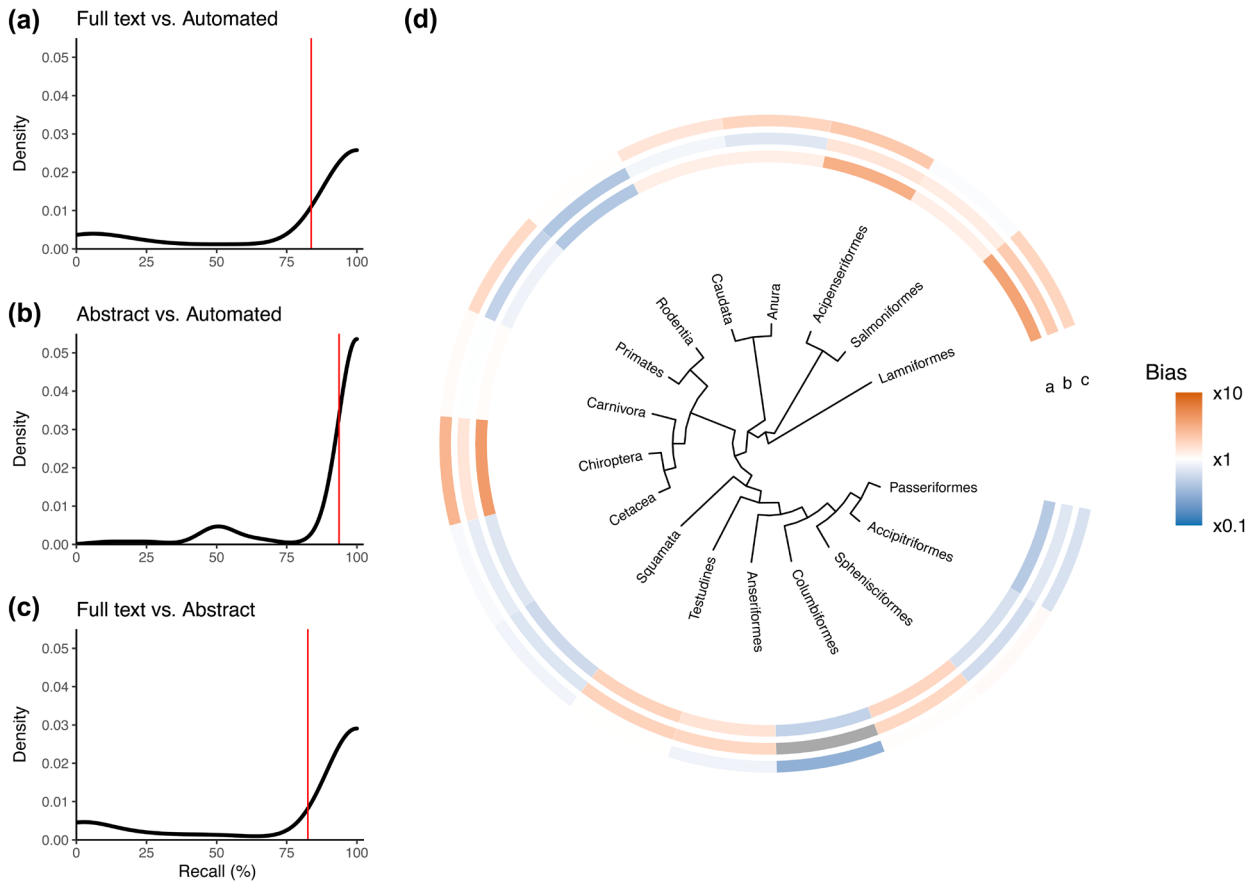 (a)
Full text vs. Automated
Density
0.05
0.04
0.03
0.02
0.01
0.00
0
25
50
75
100
(b)
Abstract vs. Automated
Density
0.05
0.04
0.03
0.02
0.01
0.00
0
25
50
75
100
(c)
Full text vs. Abstract
Density
0.05
0.04
0.03
0.02
0.01
0.00
0
25
50
75
100
Recall (%)
(d)
Acipenseriformes
Salmoniformes
Lamniformes
Anura
Caudata
Rodentia
Primates
Carnivora
Chiroptera
Cetacea
Squamata
Testudines
Anseriformes
Columbiformes
Sphenisciformes
Accipitriformes
Passeriformes
a b c
Bias
x10
x1
x0.1